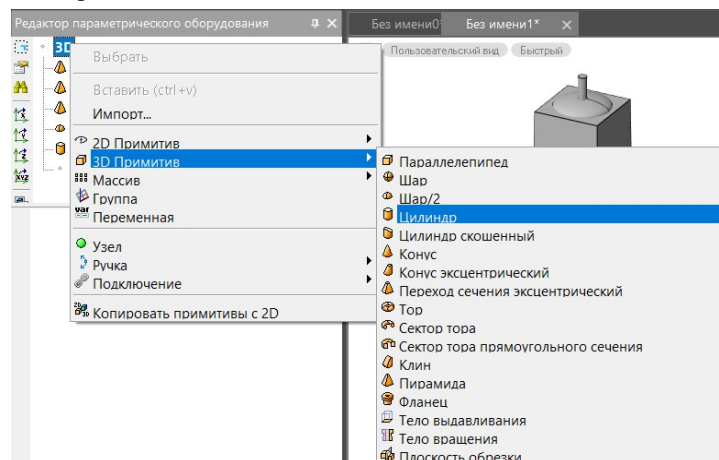 Редактор параметрического оборудования
Без имени0
Без имени1*
3D
Пользовательский вид
Быстрый
Выбрать
Вставить (ctrl+v)
Импорт...
2D Примитив
3D Примитив
Массив
Группа
var Переменная
Узел
Ручка
Подключение
Копировать примитивы с 2D
Параллелепипед
Шар
Шар/2
Цилиндр
Цилиндр скошенный
Конус
Конус эксцентрический
Переход сечения эксцентрический
Тор
Сектор тора
Сектор тора прямоугольного сечения
Клин
Пирамида
Фланец
Тело выдавливания
Тело вращения
Плоскость обрезки